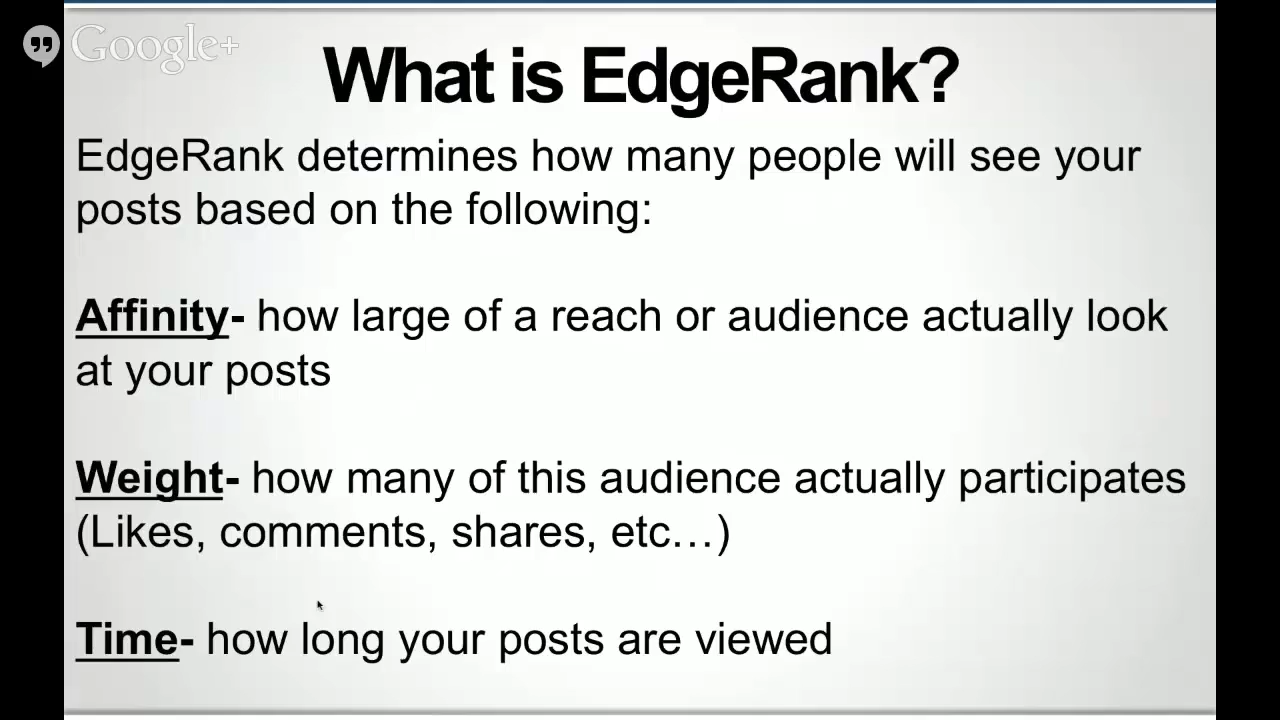 Google+
What is EdgeRank?
EdgeRank determines how many people will see your
posts based on the following:
Affinity- how large of a reach or audience actually look
at your posts
Weight- how many of this audience actually participates
(Likes, comments, shares, etc…)
Time- how long your posts are viewed